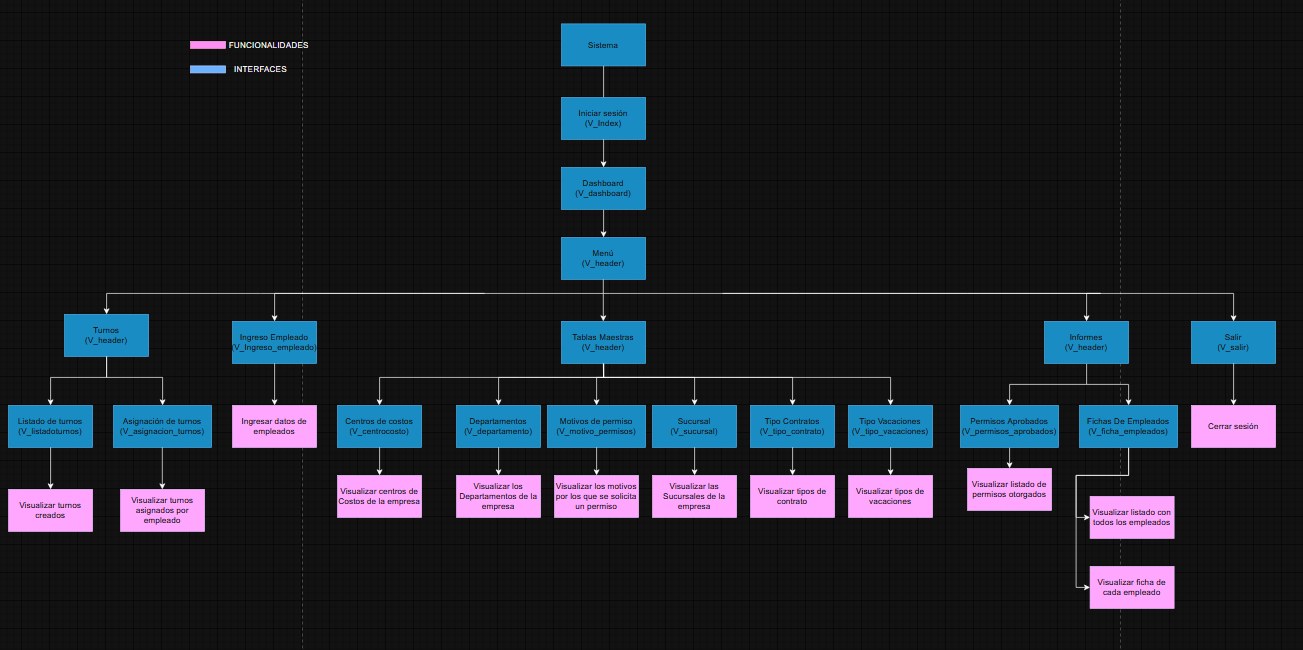 FUNCIONALIDADES
INTERFACES
Sistema
Iniciar sesión
(V_Index)
Dashboard
(V_dashboard)
Menú
(V_header)
Turnos
(V_header)
Ingreso Empleado
(V_Ingreso_empleado)
Tablas Maestras
(V_header)
Informes
(V_header)
Salir
(V_salir)
Listado de turnos
(V_listadoturnos)
Asignación de turnos
(V_asignacion_turnos)
Ingresar datos de
empleados
Centros de costos
(V_centrocosto)
Departamentos
(V_departamento)
Motivos de permiso
(V_motivo_permisos)
Sucursal
(V_sucursal)
Tipo Contratos
(V_tipo_contrato)
Tipo Vacaciones
(V_tipo_vacaciones)
Permisos Aprobados
(V_permisos_aprobados)
Fichas De Empleados
(V_ficha_empleados)
Cerrar sesión
Visualizar turnos
creados
Visualizar turnos
asignados por
empleado
Visualizar centros de
Costos de la empresa
Visualizar los
Departamentos de la
empresa
Visualizar los motivos
por los que se solicita
un permiso
Visualizar las
Sucursales de la
empresa
Visualizar tipos de
contrato
Visualizar tipos de
vacaciones
Visualizar listado de
permisos otorgados
Visualizar listado con
todos los empleados
Visualizar ficha de
cada empleado